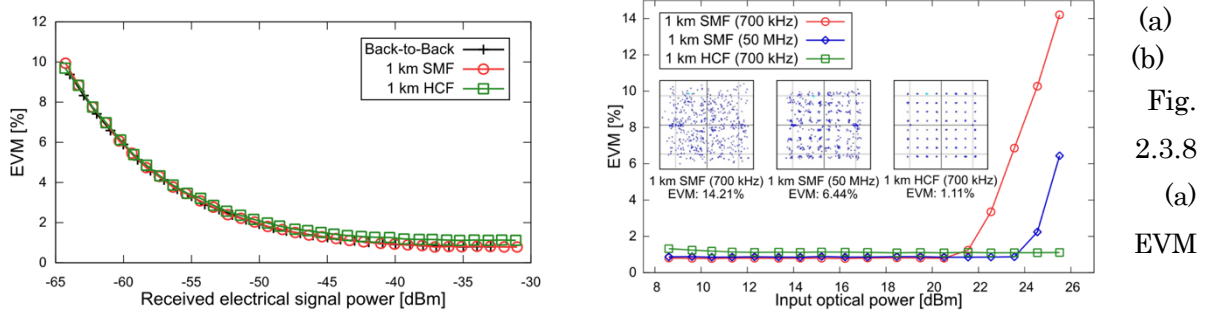 12
10
8
6
4
2
0
EVM [%]
-65 -60 -55 -50 -45 -40 -35 -30
Received electrical signal power [dBm]
Back-to-Back
1 km SMF
1 km HCF
14
12
10
8
6
4
2
0
EVM [%]
8 10 12 14 16 18 20 22 24 26
Input optical power [dBm]
1 km SMF (700 kHz)
1 km SMF (50 MHz)
1 km HCF (700 kHz)
1 km SMF (700 kHz) 1 km SMF (50 MHz) 1 km HCF (700 kHz)
EVM: 14.21% EVM: 6.44% EVM: 1.11%
(a)
(b)
Fig.
2.3.8
(a)
EVM